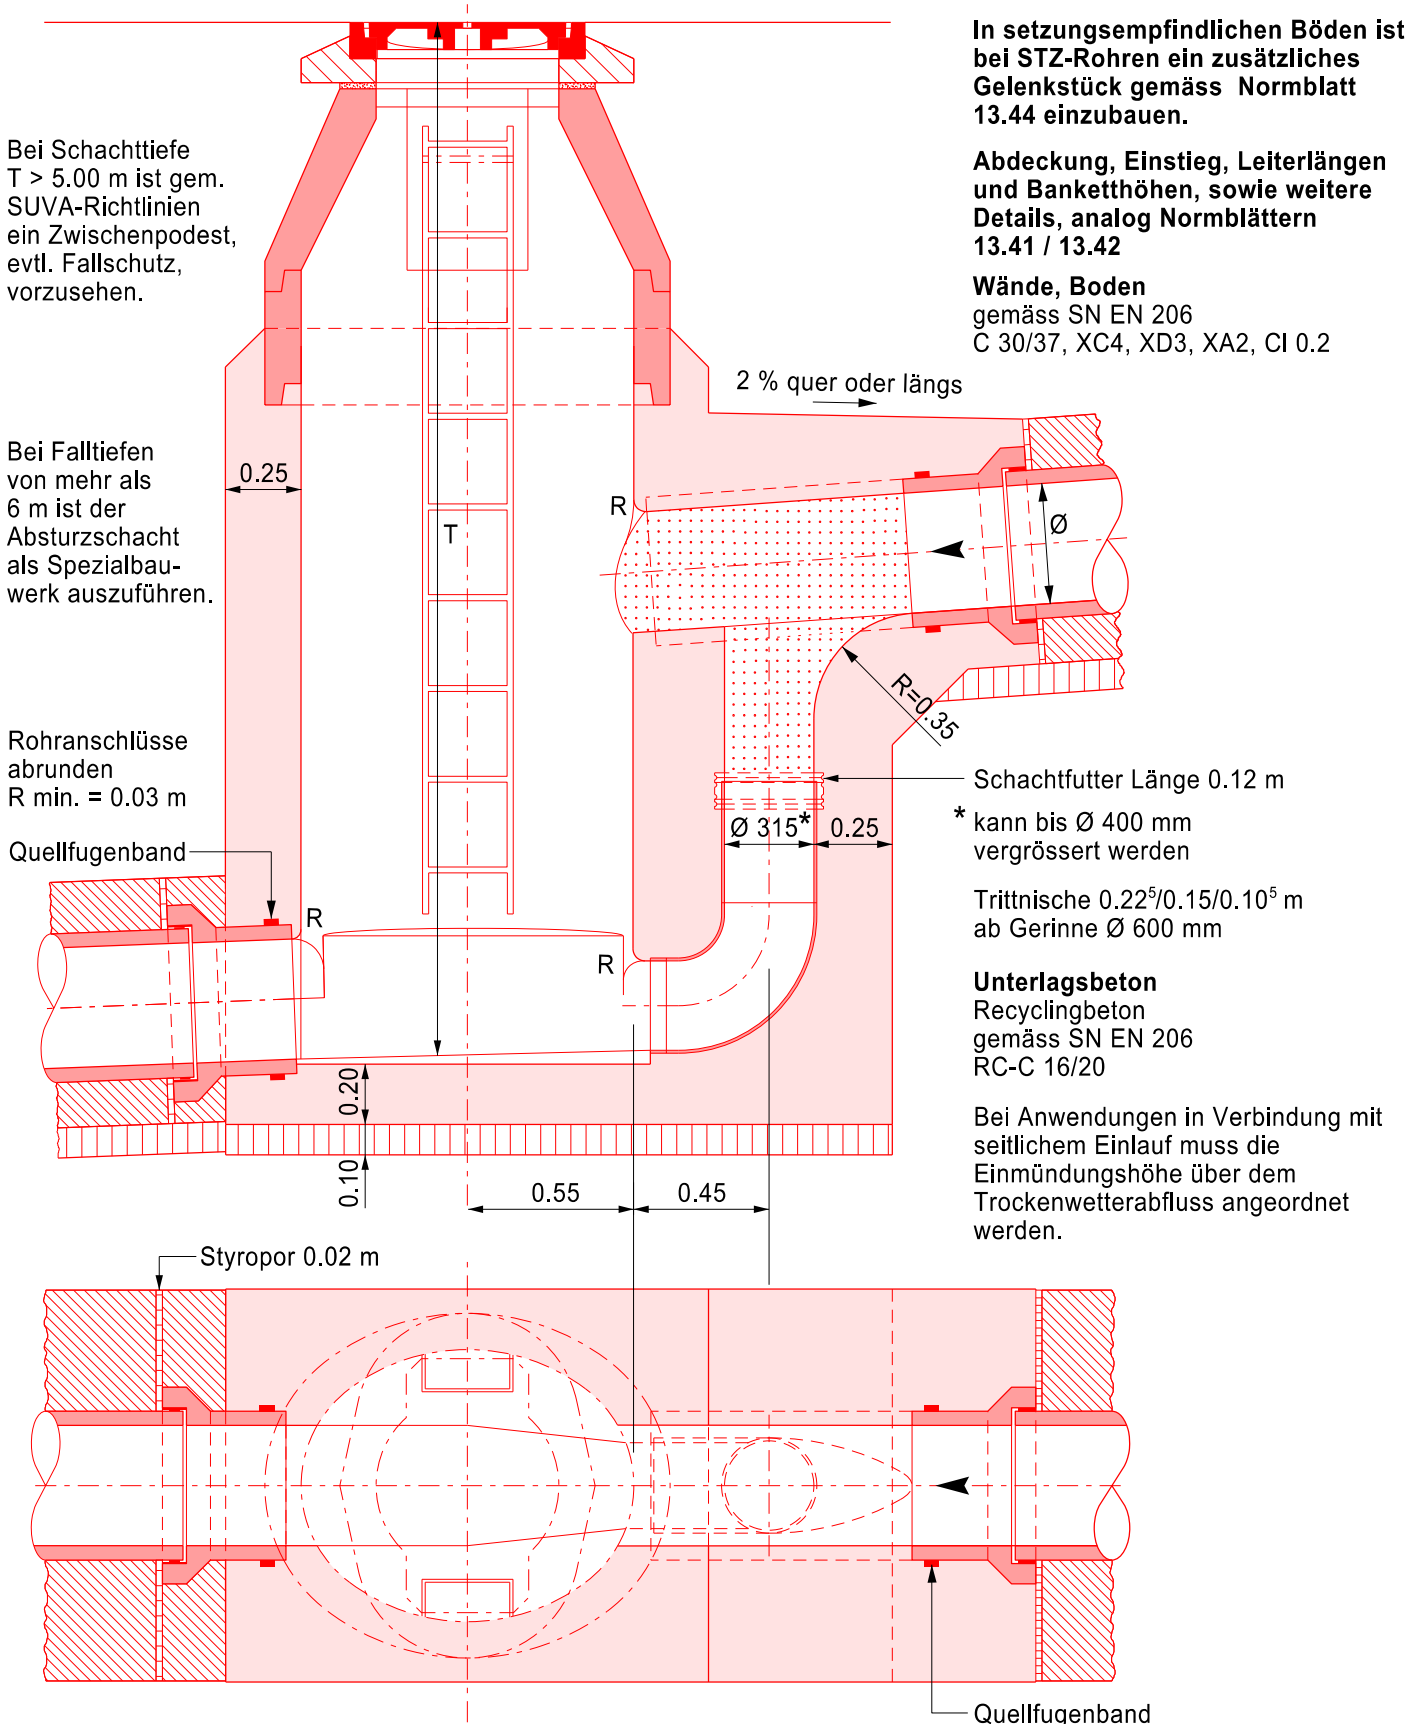 In setzungsempfindlichen Böden ist
bei STZ-Rohren ein zusätzliches
Gelenkstück gemäss Normblatt
13.44 einzubauen.
Abdeckung, Einstieg, Leiterlängen
und Banketthöhen, sowie weitere
Details, analog Normblättern
13.41 / 13.42
Wände, Boden
gemäss SN EN 206
C 30/37, XC4, XD3, XA2, Cl 0.2
Bei Schachttiefe
T > 5.00 m ist gem.
SUVA-Richtlinien
ein Zwischenpodest,
evtl. Fallschutz,
vorzusehen.
2 % quer oder längs
Bei Falltiefen
von mehr als
6 m ist der
Absturzschacht
als Spezialbau-
werk auszuführen.
0.25
T
R
Ø
R=0.35
Rohranschlüsse
abrunden
R min. = 0.03 m
Quellfugenband
Schachtfutter Länge 0.12 m
* kann bis Ø 400 mm
vergrössert werden
Ø 315*
0.25
Trittnische 0.22⁵/0.15/0.10⁵ m
ab Gerinne Ø 600 mm
R
R
Unterlagsbeton
Recyclingbeton
gemäss SN EN 206
RC-C 16/20
0.20
0.10
0.55
0.45
Bei Anwendungen in Verbindung mit
seitlichem Einlauf muss die
Einmündungshöhe über dem
Trockenwetterabfluss angeordnet
werden.
Styropor 0.02 m
Quellfugenband